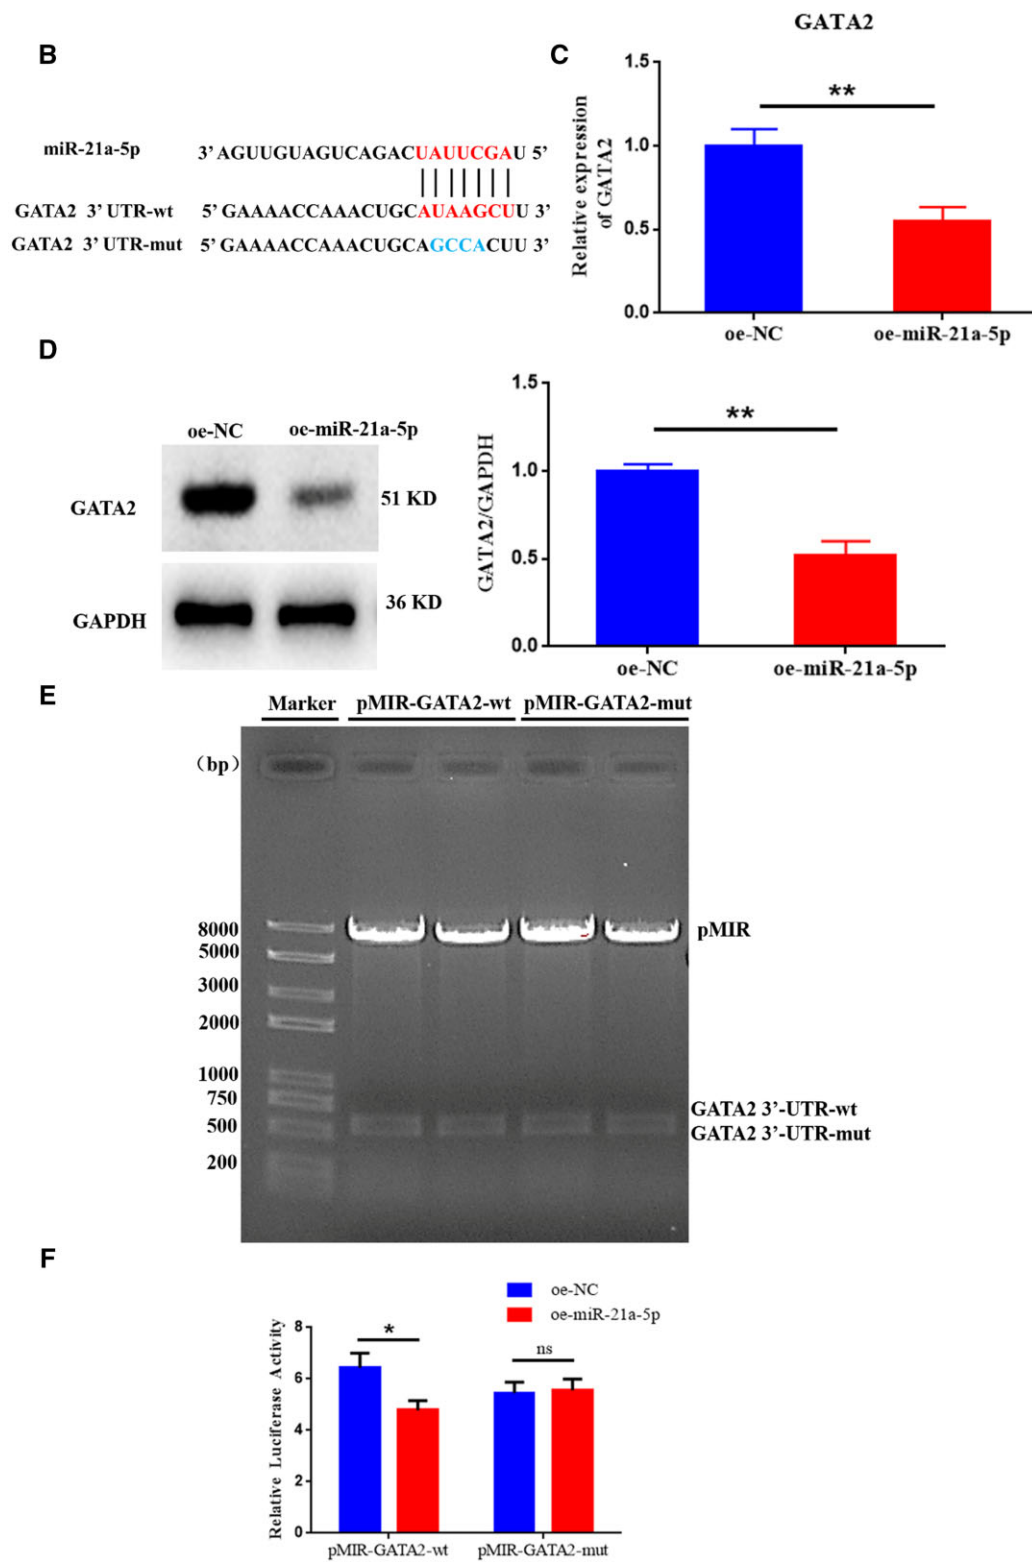 B
miR-21a-5p 3’AGUUGUAGUCAGACUAUUCGAU 5’
GATA2 3’UTR-wt 5’GAAAACCAAACUGCAUAAGCUU 3’
GATA2 3’UTR-mut 5’GAAAACCAAACUGCAGCCACUU 3’
C
GATA2
Relative expression
of GATA2
1.5
1.0
0.5
0.0
**
oe-NC oe-miR-21a-5p
D
oe-NC oe-miR-21a-5p
GATA2 51 KD
GAPDH 36 KD
GATA2/GAPDH
1.5
1.0
0.5
0.0
**
oe-NC oe-miR-21a-5p
E
Marker pMIR-GATA2-wt pMIR-GATA2-mut
(bp)
8000 pMIR
5000
3000
2000
1000
750
500
200
GATA2 3’-UTR-wt
GATA2 3’-UTR-mut
F
oe-NC
oe-miR-21a-5p
Relative Luciferase Activity
8
6
4
2
0
*
ns
pMIR-GATA2-wt pMIR-GATA2-mut